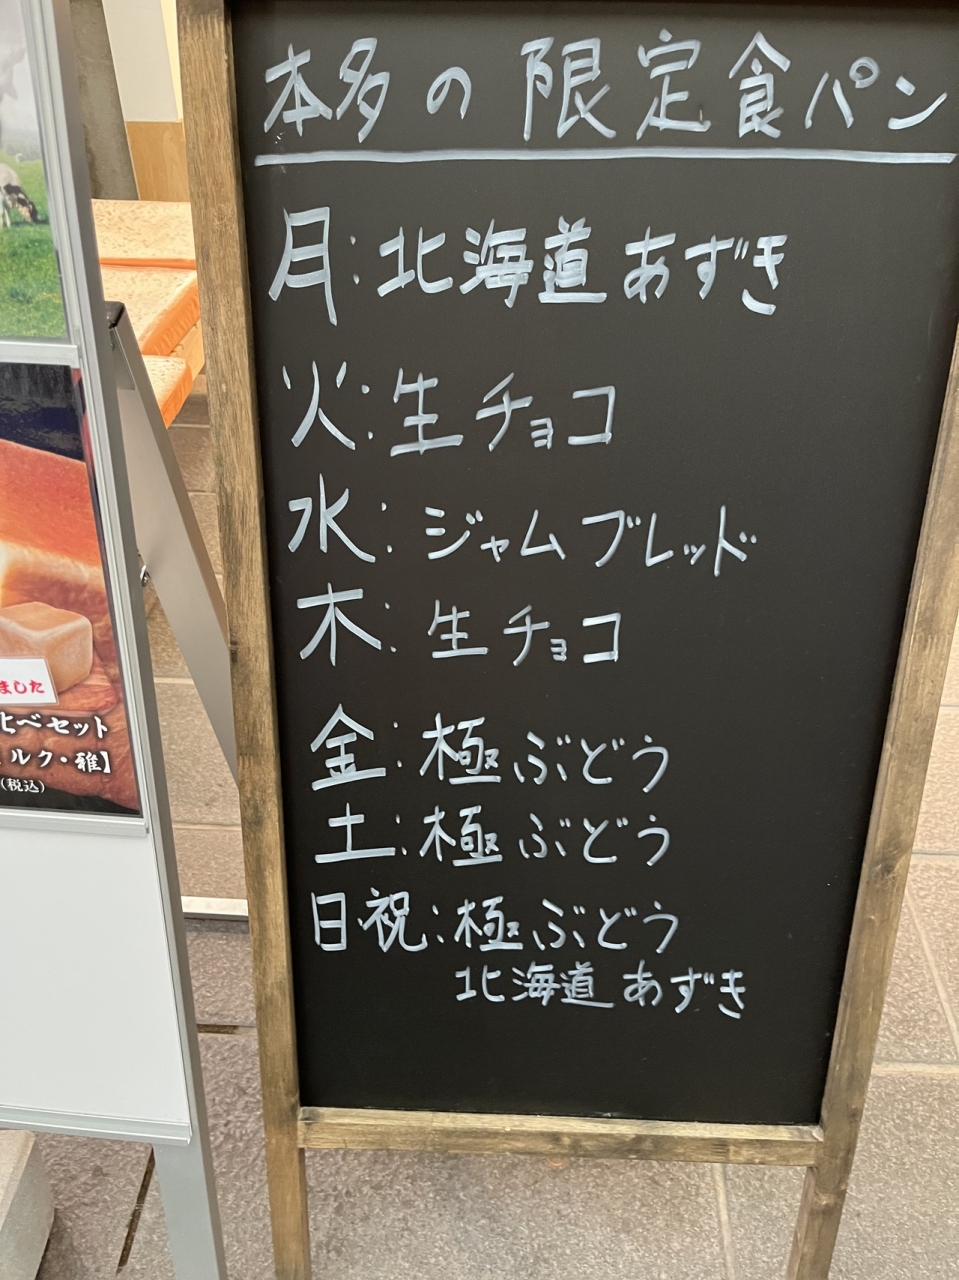 本多の限定食パン
月:北海道あずき
火:生チョコ
水:ジャムブレッド
木:生チョコ
金:極ぶどう
土:極ぶどう
日・祝:極ぶどう
北海道あずき
ました
比べセット
ルク・雅】
(税込)